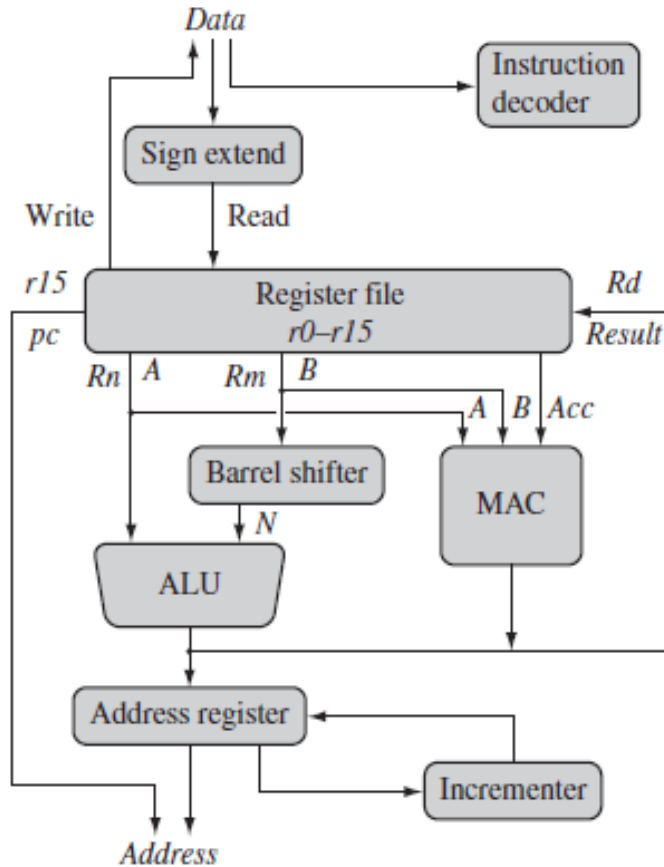 Data
Instruction
decoder
Sign extend
Write
Read
r15
Register file
Rd
pc
r0–r15
Result
Rn
A
Rm
B
A
B
Acc
Barrel shifter
MAC
N
ALU
Address register
Incrementer
Address